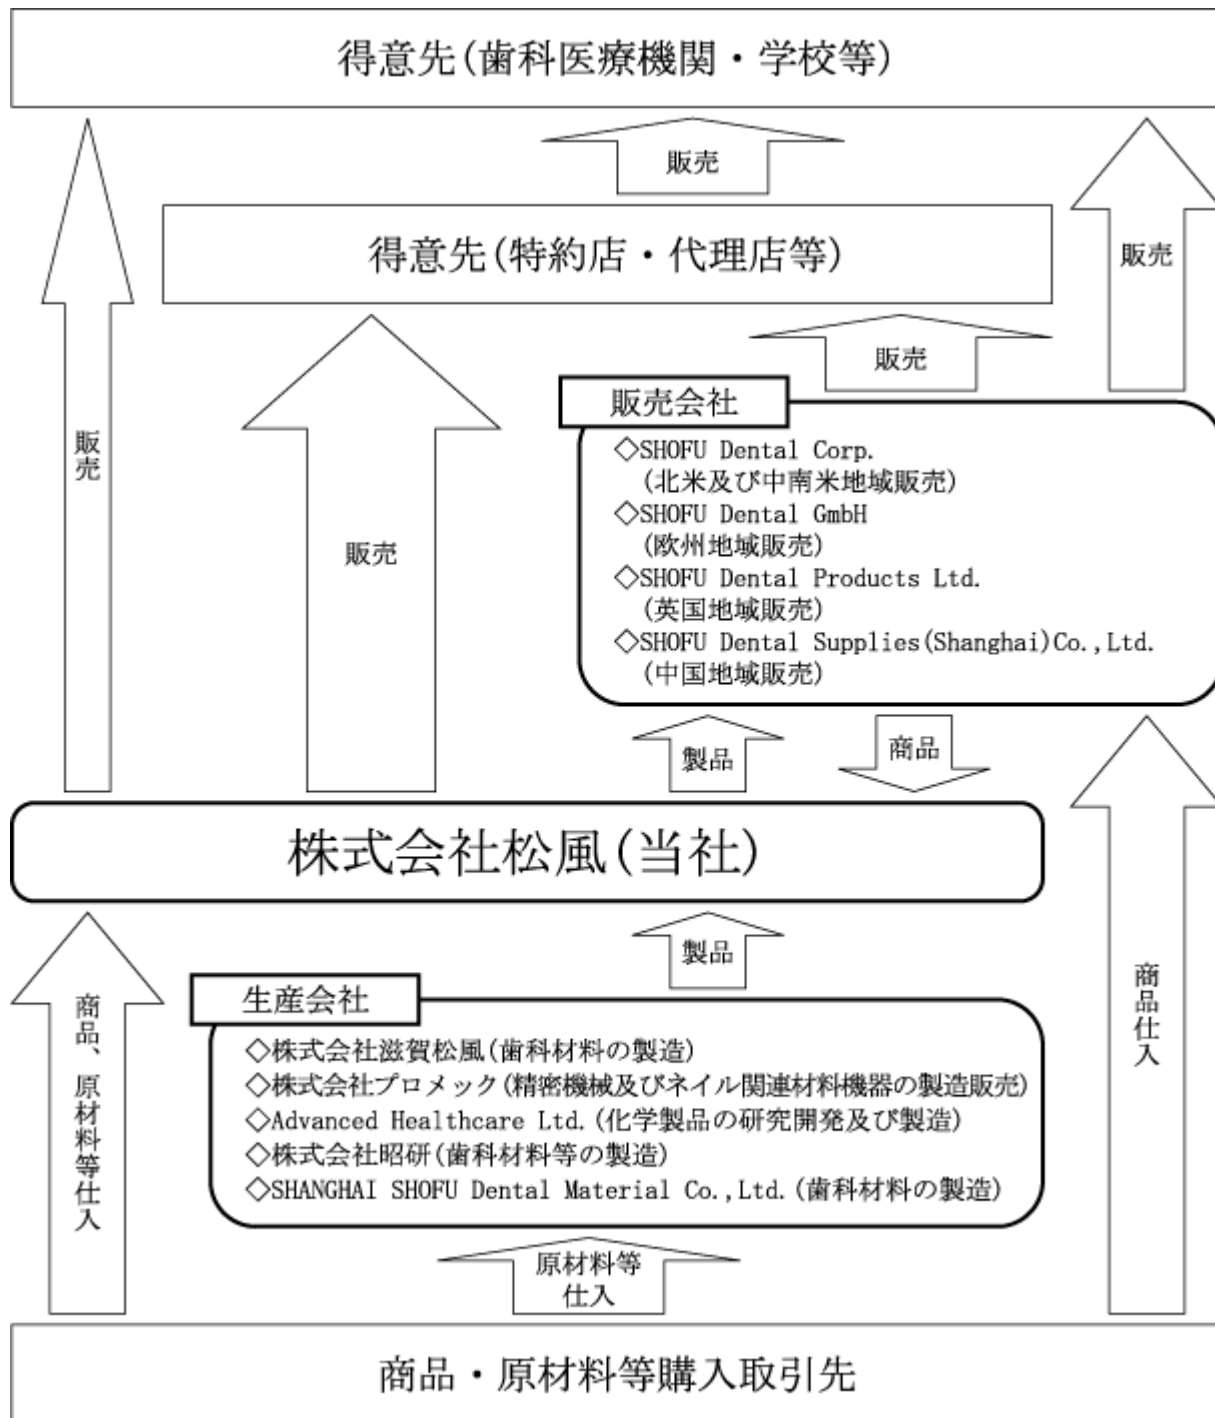 得意先(歯科医療機関・学校等)
販売
得意先(特約店・代理店等)
販売
販売
販売
販売
販売会社
◇SHOFU Dental Corp.
(北米及び中南米地域販売)
◇SHOFU Dental GmbH
(欧州地域販売)
◇SHOFU Dental Products Ltd.
(英国地域販売)
◇SHOFU Dental Supplies(Shanghai)Co.,Ltd.
(中国地域販売)
製品
商品
株式会社松風(当社)
製品
商品、原材料等仕入
商品仕入
生産会社
◇株式会社滋賀松風(歯科材料の製造)
◇株式会社プロメック(精密機械及びネイル関連材料機器の製造販売)
◇Advanced Healthcare Ltd.(化学製品の研究開発及び製造)
◇株式会社昭研(歯科材料等の製造)
◇SHANGHAI SHOFU Dental Material Co.,Ltd.(歯科材料の製造)
原材料等
仕入
商品・原材料等購入取引先